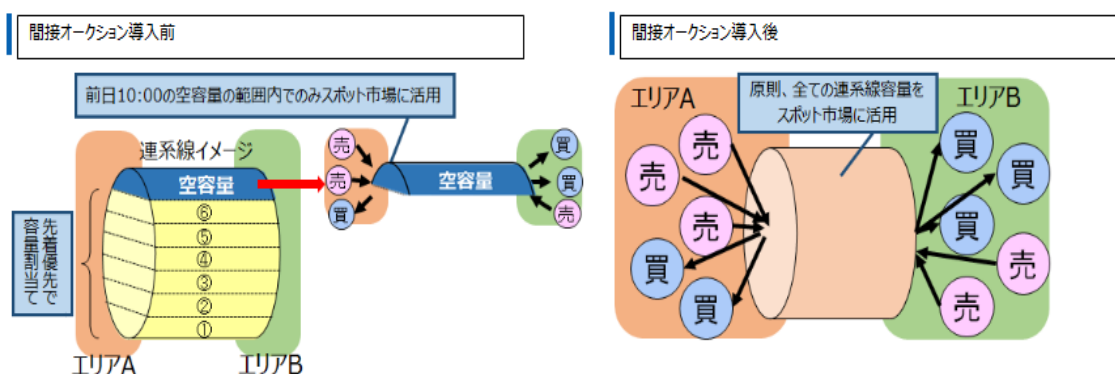 間接オークション導入前
前日10:00の空容量の範囲内でのみスポット市場に活用
連系線イメージ
空容量
⑥
⑤
④
③
②
①
先着優先で
容量割当て
エリアA
エリアB
売
売
買
空容量
買
買
売
間接オークション導入後
エリアA
原則、全ての連系線容量を
スポット市場に活用
エリアB
売
売
売
買
買
買
買
買
売
売